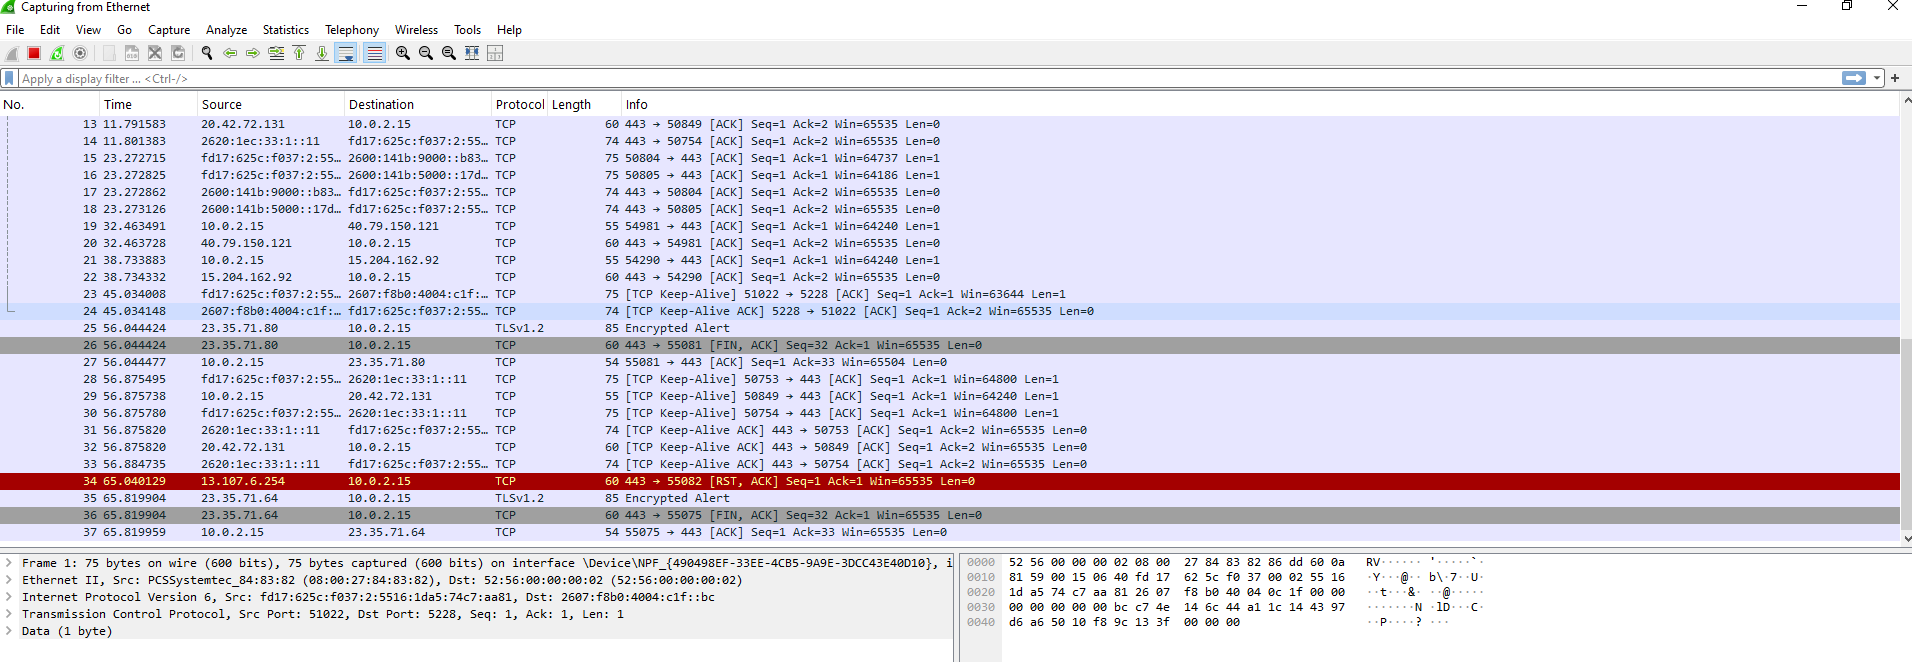 Capturing from Ethernet
File Edit View Go Capture Analyze Statistics Telephony Wireless Tools Help
Apply a display filter ... <Ctrl-/>
No. Time Source Destination Protocol Length Info
13 11.791583 20.42.72.131 10.0.2.15 TCP 60 443 → 50849 [ACK] Seq=1 Ack=2 Win=65535 Len=0
14 11.801383 2620:1ec:33:1::11 fd17:625c:f037:2:55… TCP 74 443 → 50754 [ACK] Seq=1 Ack=2 Win=65535 Len=0
15 23.272715 fd17:625c:f037:2:55… 2600:141b:9000::b83… TCP 75 50804 → 443 [ACK] Seq=1 Ack=1 Win=64737 Len=1
16 23.272825 fd17:625c:f037:2:55… 2600:141b:5000::17d… TCP 75 50805 → 443 [ACK] Seq=1 Ack=1 Win=64186 Len=1
17 23.272862 2600:141b:9000::b83… fd17:625c:f037:2:55… TCP 74 443 → 50804 [ACK] Seq=1 Ack=2 Win=65535 Len=0
18 23.273126 2600:141b:5000::17d… fd17:625c:f037:2:55… TCP 74 443 → 50805 [ACK] Seq=1 Ack=2 Win=65535 Len=0
19 32.463491 10.0.2.15 40.79.150.121 TCP 55 54981 → 443 [ACK] Seq=1 Ack=1 Win=64240 Len=1
20 32.463728 40.79.150.121 10.0.2.15 TCP 60 443 → 54981 [ACK] Seq=1 Ack=2 Win=65535 Len=0
21 38.733883 10.0.2.15 15.204.162.92 TCP 55 54290 → 443 [ACK] Seq=1 Ack=1 Win=64240 Len=1
22 38.734332 15.204.162.92 10.0.2.15 TCP 60 443 → 54290 [ACK] Seq=1 Ack=2 Win=65535 Len=0
23 45.034008 fd17:625c:f037:2:55… 2607:f8b0:4004:c1f:… TCP 75 [TCP Keep-Alive] 51022 → 5228 [ACK] Seq=1 Ack=1 Win=63644 Len=1
24 45.034148 2607:f8b0:4004:c1f:… fd17:625c:f037:2:55… TCP 74 [TCP Keep-Alive ACK] 5228 → 51022 [ACK] Seq=1 Ack=2 Win=65535 Len=0
25 56.044424 23.35.71.80 10.0.2.15 TLSv1.2 85 Encrypted Alert
26 56.044424 23.35.71.80 10.0.2.15 TCP 60 443 → 55081 [FIN, ACK] Seq=32 Ack=1 Win=65535 Len=0
27 56.044477 10.0.2.15 23.35.71.80 TCP 54 55081 → 443 [ACK] Seq=1 Ack=33 Win=65504 Len=0
28 56.875495 fd17:625c:f037:2:55… 2620:1ec:33:1::11 TCP 75 [TCP Keep-Alive] 50753 → 443 [ACK] Seq=1 Ack=1 Win=64800 Len=1
29 56.875738 10.0.2.15 20.42.72.131 TCP 55 [TCP Keep-Alive] 50849 → 443 [ACK] Seq=1 Ack=1 Win=64240 Len=1
30 56.875780 fd17:625c:f037:2:55… 2620:1ec:33:1::11 TCP 75 [TCP Keep-Alive] 50754 → 443 [ACK] Seq=1 Ack=1 Win=64800 Len=1
31 56.875820 2620:1ec:33:1::11 fd17:625c:f037:2:55… TCP 74 [TCP Keep-Alive ACK] 443 → 50753 [ACK] Seq=1 Ack=2 Win=65535 Len=0
32 56.875820 20.42.72.131 10.0.2.15 TCP 60 [TCP Keep-Alive ACK] 443 → 50849 [ACK] Seq=1 Ack=2 Win=65535 Len=0
33 56.884735 2620:1ec:33:1::11 fd17:625c:f037:2:55… TCP 74 [TCP Keep-Alive ACK] 443 → 50754 [ACK] Seq=1 Ack=2 Win=65535 Len=0
34 65.040129 13.107.6.254 10.0.2.15 TCP 60 443 → 55082 [RST, ACK] Seq=1 Ack=1 Win=65535 Len=0
35 65.819904 23.35.71.64 10.0.2.15 TLSv1.2 85 Encrypted Alert
36 65.819904 23.35.71.64 10.0.2.15 TCP 60 443 → 55075 [FIN, ACK] Seq=32 Ack=1 Win=65535 Len=0
37 65.819959 10.0.2.15 23.35.71.64 TCP 54 55075 → 443 [ACK] Seq=1 Ack=33 Win=65535 Len=0
Frame 1: 75 bytes on wire (600 bits), 75 bytes captured (600 bits) on interface \Device\NPF_{490498EF-33EE-4CB5-9A9E-3DCC43E40D10}, i
Ethernet II, Src: PCSSystemtec_84:83:82 (08:00:27:84:83:82), Dst: 52:56:00:00:00:02 (52:56:00:00:00:02)
Internet Protocol Version 6, Src: fd17:625c:f037:2:5516:1da5:74c7:aa81, Dst: 2607:f8b0:4004:c1f::bc
Transmission Control Protocol, Src Port: 51022, Dst Port: 5228, Seq: 1, Ack: 1, Len: 1
Data (1 byte)
0000 52 56 00 00 00 02 08 00 27 84 83 82 86 dd 60 0a RV······ '·····`·
0010 81 59 00 15 06 40 fd 17 62 5c f0 37 00 02 55 16 ·Y···@·· b\·7··U·
0020 1d a5 74 c7 aa 81 26 07 f8 b0 40 04 0c 1f 00 00 ··t···&· ··@·····
0030 00 00 00 00 00 bc c7 4e 14 6c 44 a1 1c 14 43 97 ·······N ·lD···C·
0040 d6 a6 50 10 f8 9c 13 3f 00 00 00 ··P····? ···